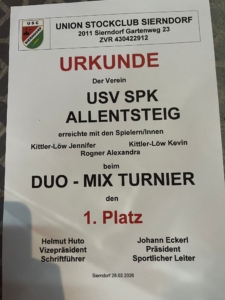 USC
UNION STOCKCLUB SIERNDORF
2011 Sierndorf Gartenweg 23
ZVR 430422912
URKUNDE
Der Verein
USV SPK
ALLENTSTEIG
erreichte mit den Spielern/Innen
Kittler-Löw Jennifer Kittler-Löw Kevin
Rogner Alexandra
beim
DUO - MIX TURNIER
den
1. Platz
Helmut Huto Johann Eckerl
Vizepräsident Präsident
Schriftführer Sportlicher Leiter